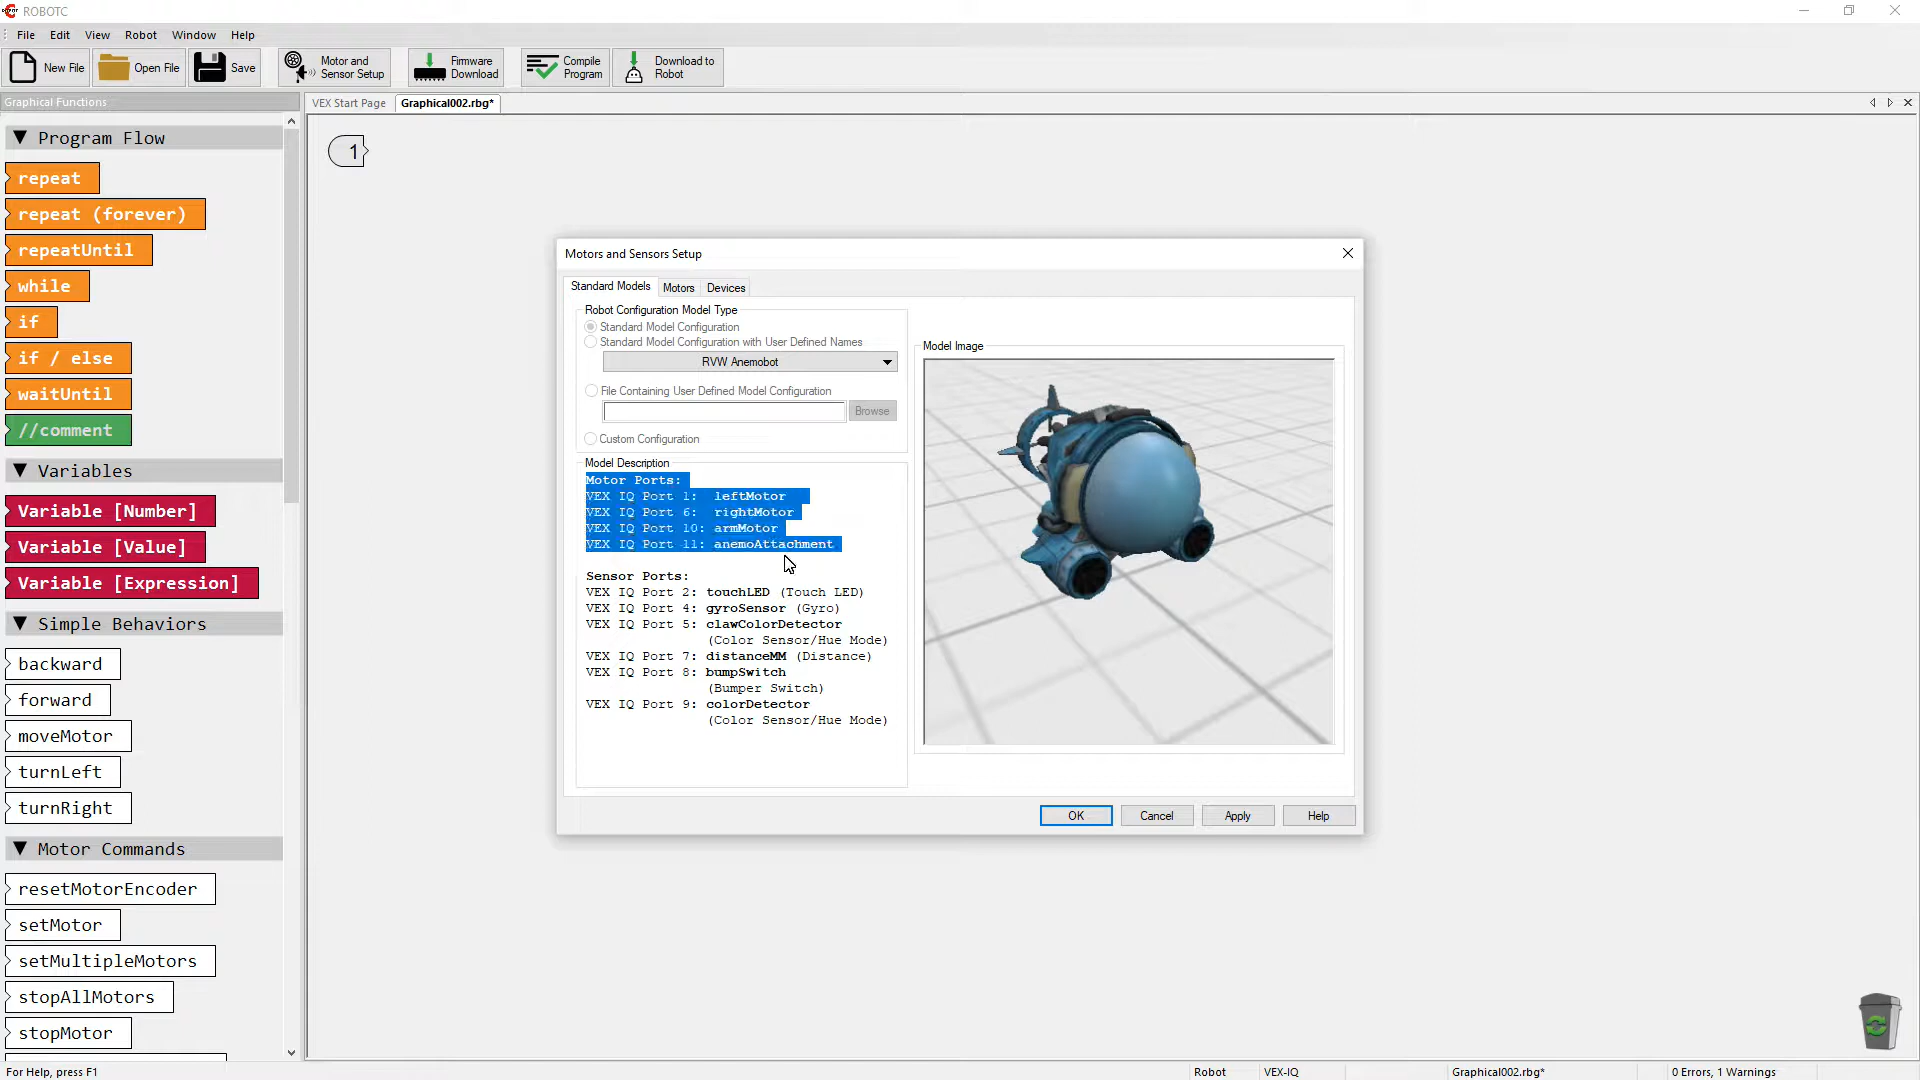 ROBOTC
File Edit View Robot Window Help
New File Open File Save Motor and Sensor Setup Firmware Download Compile Program Download to Robot
Graphical Functions
VEX Start Page Graphical002.rbg*
Program Flow
1
repeat
repeat (forever)
repeatUntil
while
if
if / else
waitUntil
//comment
Variables
Variable [Number]
Variable [Value]
Variable [Expression]
Simple Behaviors
backward
forward
moveMotor
turnLeft
turnRight
Motor Commands
resetMotorEncoder
setMotor
setMultipleMotors
stopAllMotors
stopMotor
Motors and Sensors Setup
Standard Models Motors Devices
Robot Configuration Model Type
Standard Model Configuration
Standard Model Configuration with User Defined Names
RVW Anemobot
File Containing User Defined Model Configuration
Browse
Custom Configuration
Model Description
Motor Ports:
VEX IQ Port 1: leftMotor
VEX IQ Port 6: rightMotor
VEX IQ Port 10: armMotor
VEX IQ Port 11: anemoAttachment
Sensor Ports:
VEX IQ Port 2: touchLED (Touch LED)
VEX IQ Port 4: gyroSensor (Gyro)
VEX IQ Port 5: clawColorDetector
(Color Sensor/Hue Mode)
VEX IQ Port 7: distanceMM (Distance)
VEX IQ Port 8: bumpSwitch
(Bumper Switch)
VEX IQ Port 9: colorDetector
(Color Sensor/Hue Mode)
Model Image
OK Cancel Apply Help
For Help, press F1
Robot VEX-IQ Graphical002.rbg* 0 Errors, 1 Warnings